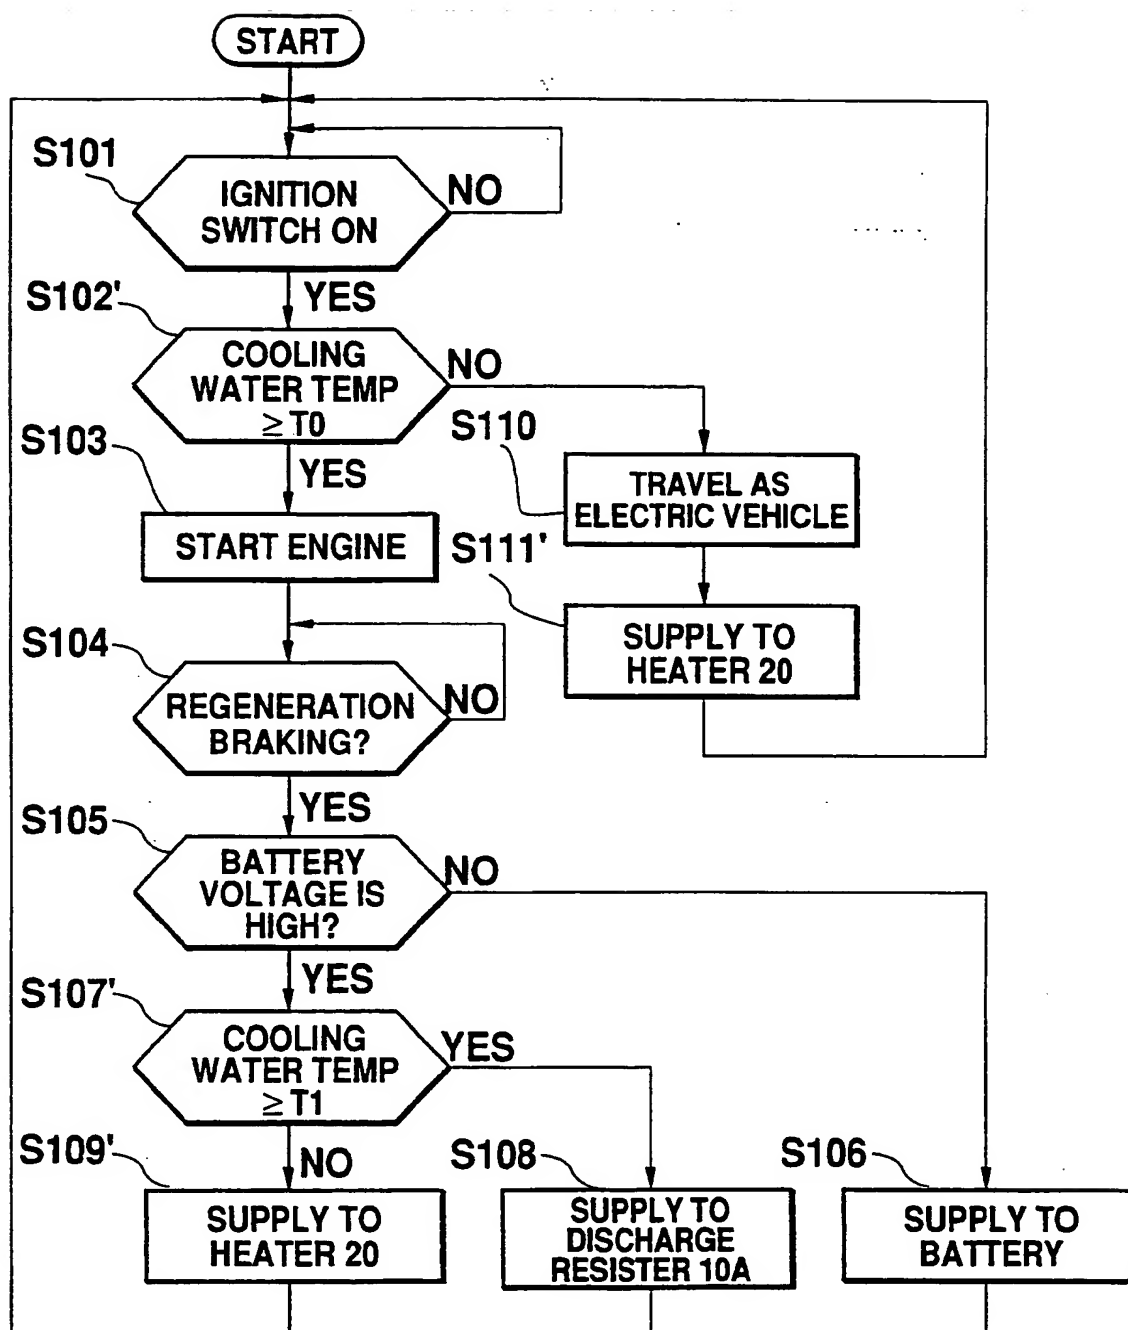 START
S101
IGNITION
SWITCH ON
NO
YES
S102'
COOLING
WATER TEMP
≥ T0
NO
YES
S110
TRAVEL AS
ELECTRIC VEHICLE
S103
START ENGINE
S111'
SUPPLY TO
HEATER 20
S104
REGENERATION
BRAKING?
NO
YES
S105
BATTERY
VOLTAGE IS
HIGH?
NO
YES
S107'
COOLING
WATER TEMP
≥ T1
YES
NO
S109'
SUPPLY TO
HEATER 20
S108
SUPPLY TO
DISCHARGE
RESISTER 10A
S106
SUPPLY TO
BATTERY